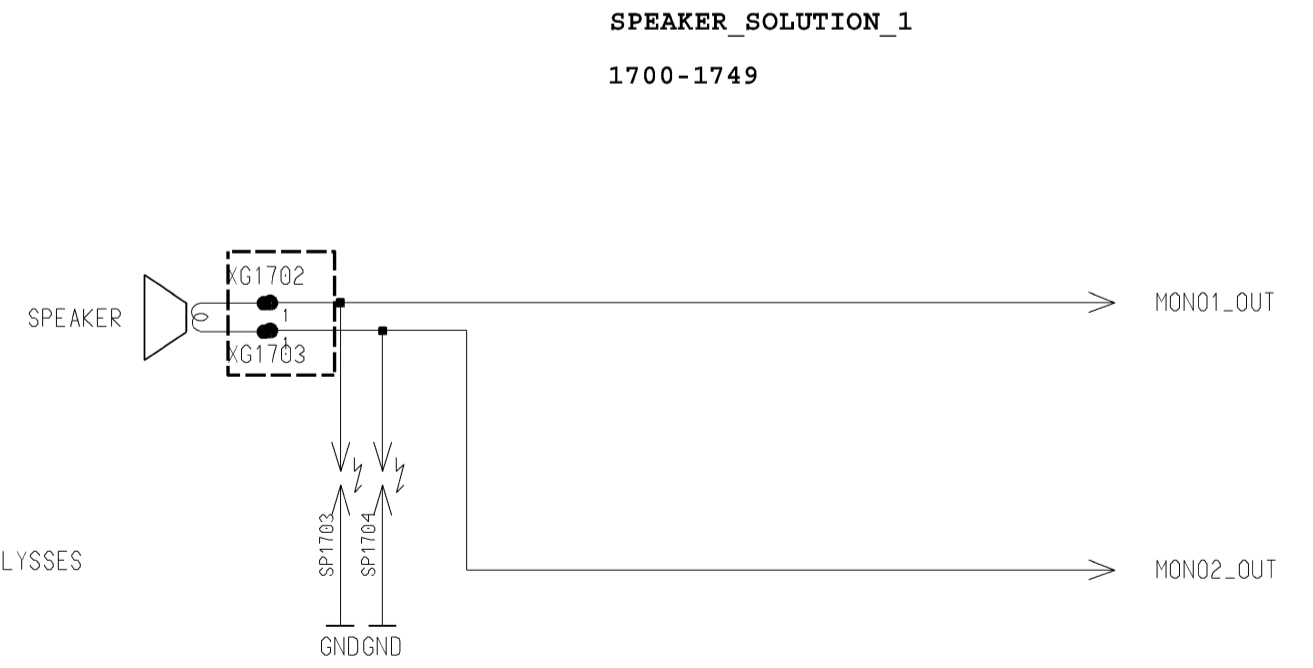 SPEAKER_SOLUTION_1
1700-1749
XG1702
MONO1_OUT
1
SPEAKER
1
XG1703
SP1703
SP1704
LYSSES
MONO2_OUT
GND GND